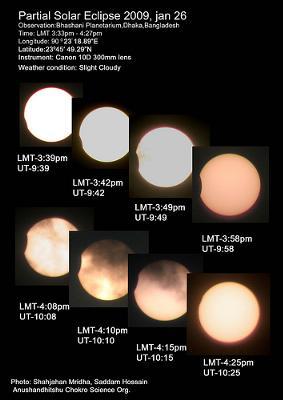 Partial Solar Eclipse 2009, jan 26
Observation:Bhashani Planetarium,Dhaka,Bangladesh
Time: LMT 3:33pm - 4:27pm
Longitude: 90°23' 18.89"E
Latitude:23°45' 49.29"N
Instrument: Canon 10D 300mm lens
Weather condition: Slight Cloudy
LMT-3:39pm
UT-9:39
LMT-3:42pm
UT-9:42
LMT-3:49pm
UT-9:49
LMT-3:58pm
UT-9:58
LMT-4:08pm
UT-10:08
LMT-4:10pm
UT-10:10
LMT-4:15pm
UT-10:15
LMT-4:25pm
UT-10:25
Photo: Shahjahan Mridha, Saddam Hossain
Anushandhitshu Chokro Science Org.